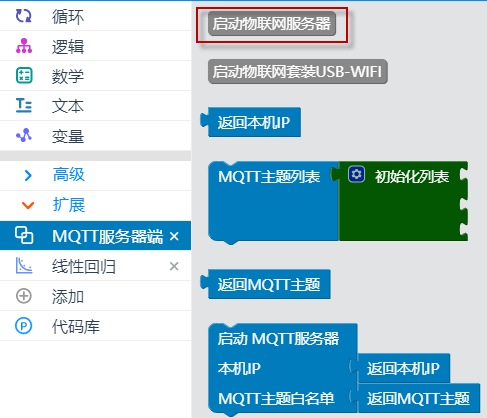 循环
逻辑
数学
文本
变量
高级
扩展
MQTT服务器端 ×
线性回归 ×
添加
代码库
启动物联网服务器
启动物联网套装USB-WIFI
返回本机IP
MQTT主题列表 初始化列表
返回MQTT主题
启动 MQTT服务器
本机IP 返回本机IP
MQTT主题白名单 返回MQTT主题